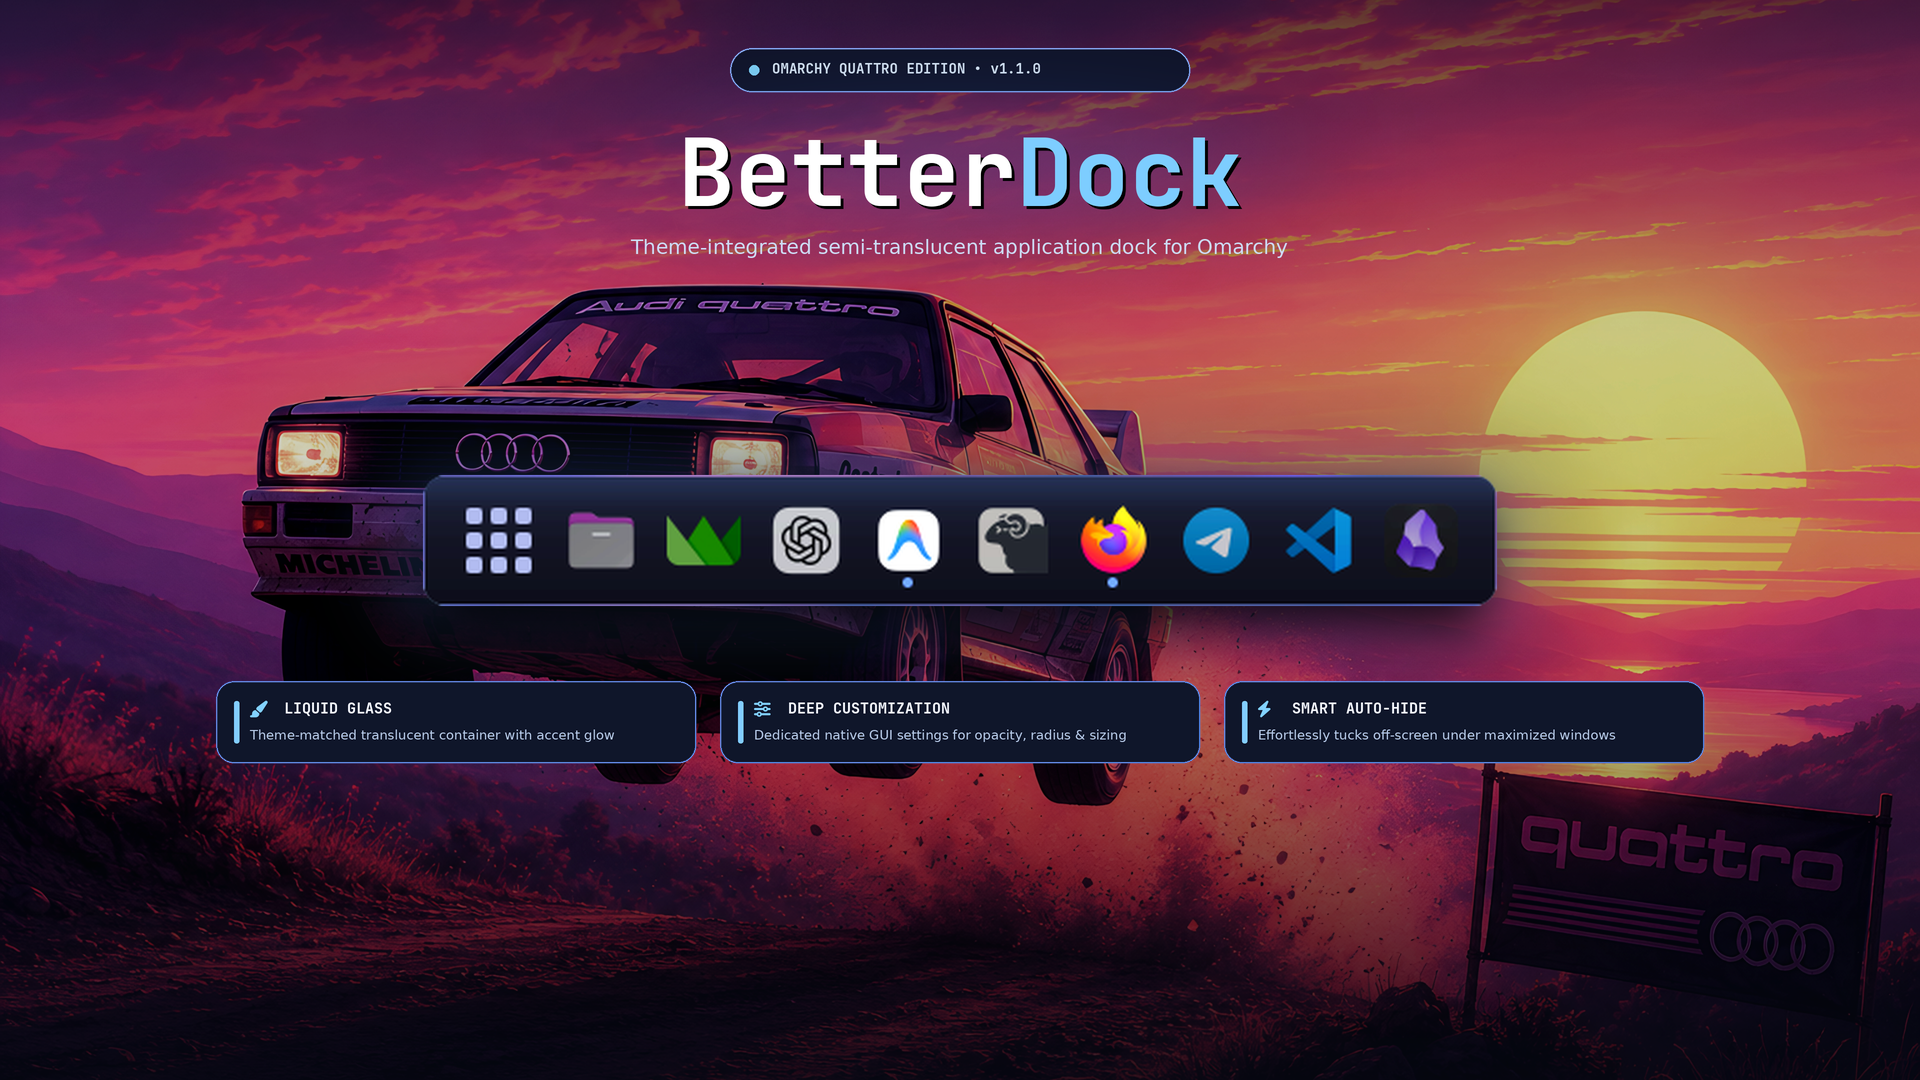 OMARCHY QUATTRO EDITION • v1.1.0
BetterDock
Theme-integrated semi-translucent application dock for Omarchy
Audi quattro
MICHELIN
LIQUID GLASS
Theme-matched translucent container with accent glow
DEEP CUSTOMIZATION
Dedicated native GUI settings for opacity, radius & sizing
SMART AUTO-HIDE
Effortlessly tucks off-screen under maximized windows
quattro